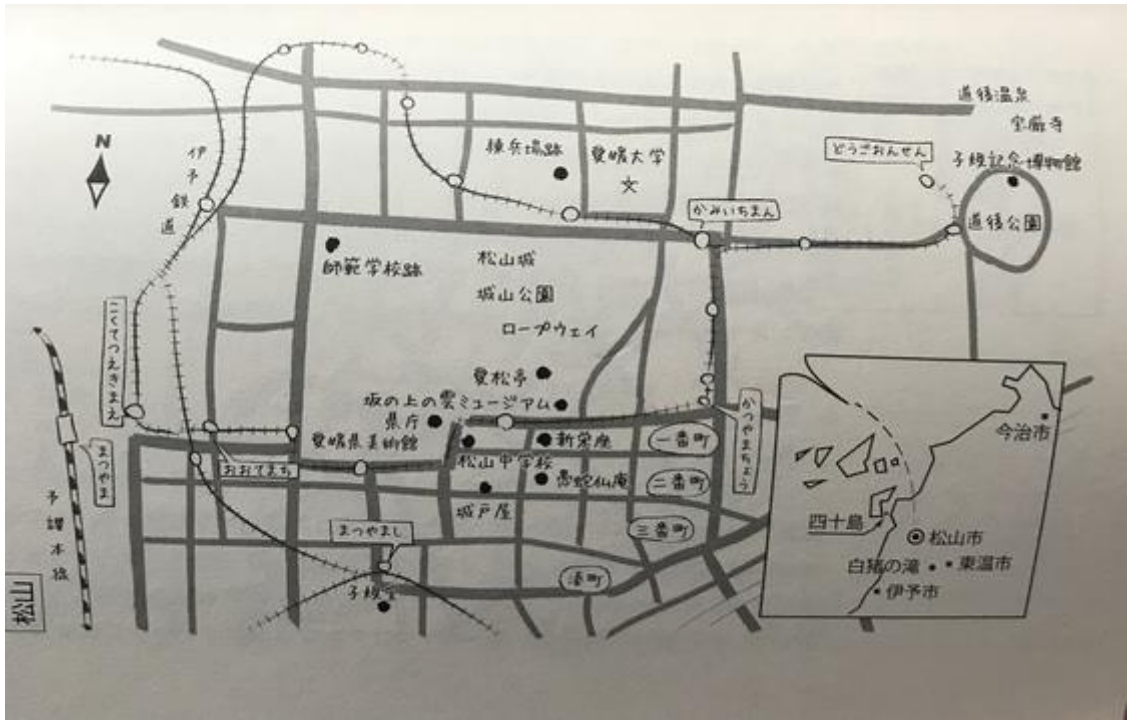 道後温泉
宝厳寺
どうごおんせん
子規記念博物館
道後公園
N
伊予鉄道
練兵場跡
愛媛大学
文
かみいちまん
師範学校跡
松山城
城山公園
ロープウェイ
こくてつえきまえ
愛松亭
坂の上の雲ミュージアム
県庁
愛媛県美術館
新栄座
一番町
かつやまちょう
まつやま
おおてまち
松山中学校
愚陀仏庵
二番町
城戸屋
三番町
予讃本線
まつやまし
湊町
子規堂
松山
今治市
四十島
松山市
白猪の滝
東温市
伊予市